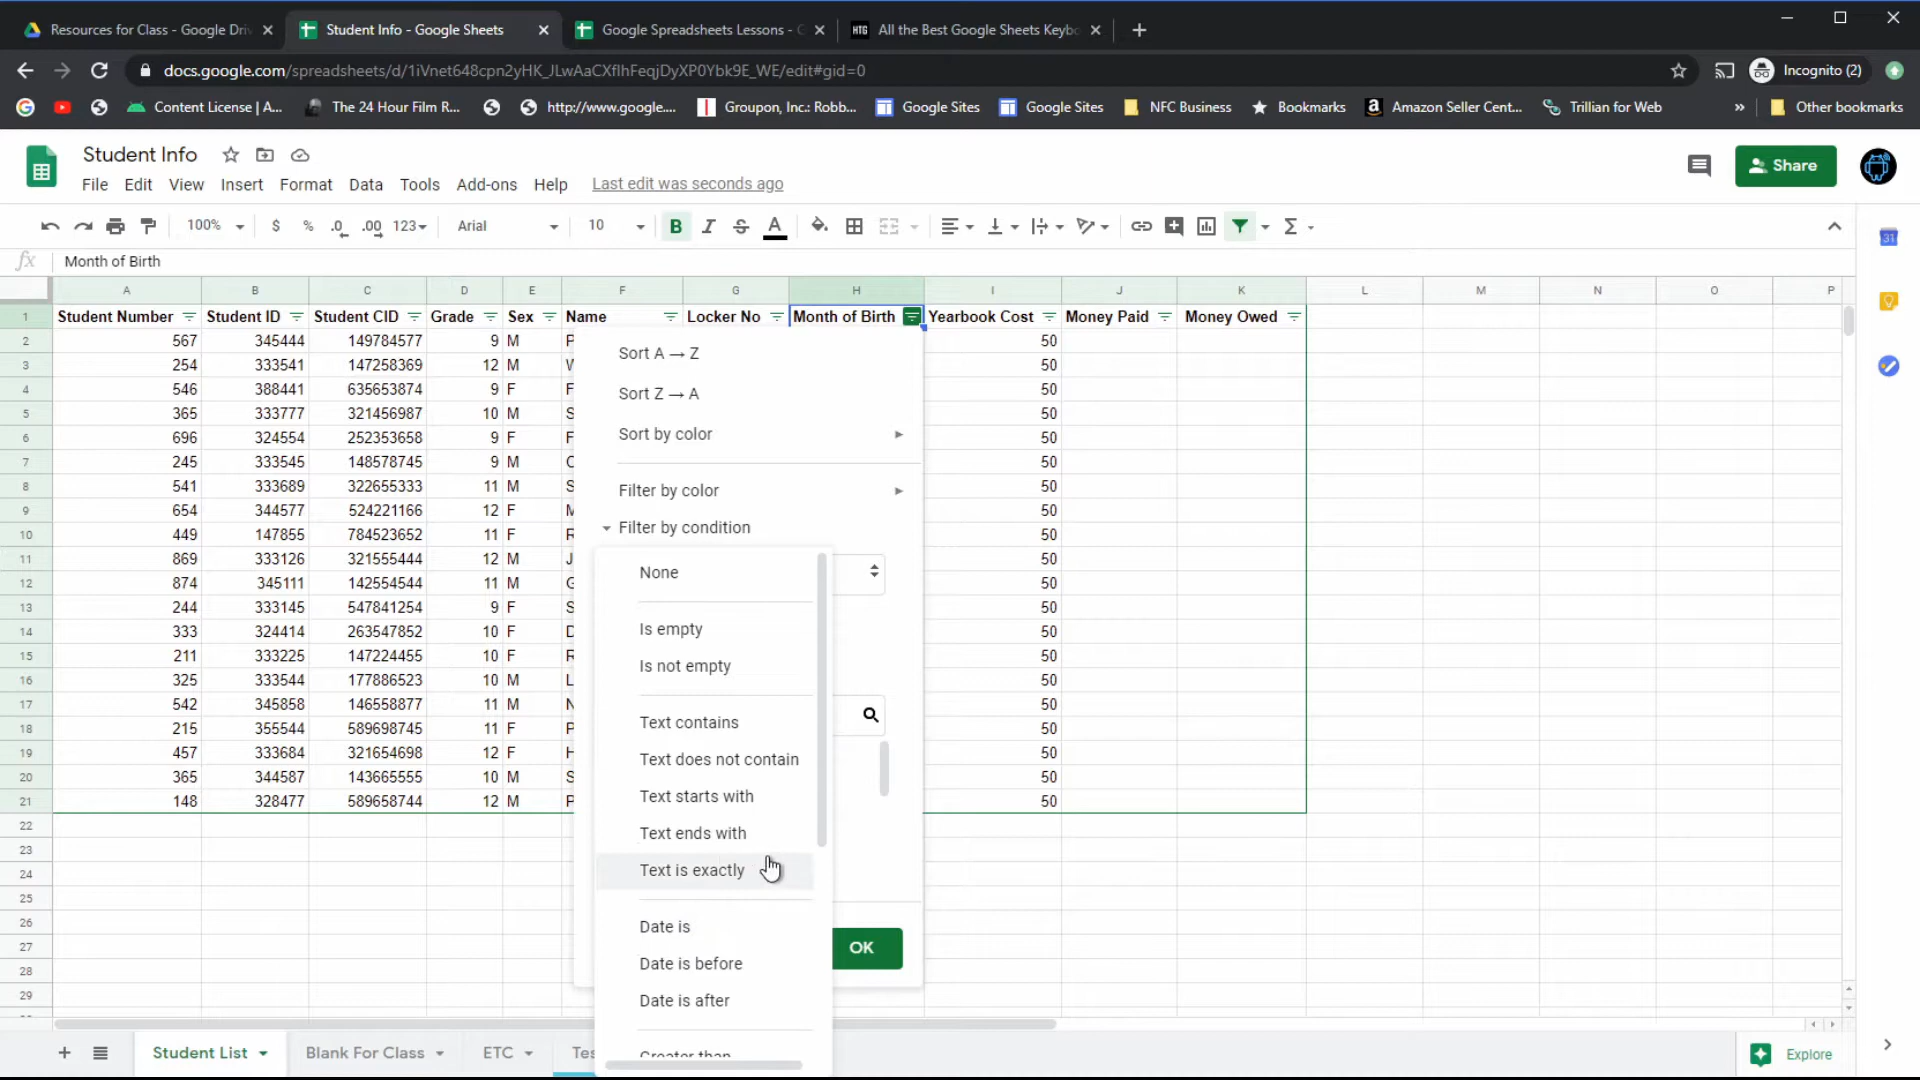 Resources for Class - Google Driv
Student Info - Google Sheets
Google Spreadsheets Lessons - G
HTG All the Best Google Sheets Keybo
docs.google.com/spreadsheets/d/1iVnet648cpn2yHK_JLwAaCXflhFeqjDyXP0Ybk9E_WE/edit#gid=0
Incognito (2)
Content License | A...
The 24 Hour Film R...
http://www.google....
Groupon, Inc.: Robb...
Google Sites
Google Sites
NFC Business
Bookmarks
Amazon Seller Cent...
Trillian for Web
»
Other bookmarks
Student Info
Share
File Edit View Insert Format Data Tools Add-ons Help Last edit was seconds ago
100% $ % .0 .00 123 Arial 10 B I S A Σ
fx Month of Birth
A B C D E F G H I J K L M N O P
1 Student Number Student ID Student CID Grade Sex Name Locker No Month of Birth Yearbook Cost Money Paid Money Owed
2 567 345444 149784577 9 M P 50
3 254 333541 147258369 12 M W 50
4 546 388441 635653874 9 F F 50
5 365 333777 321456987 10 M S 50
6 696 324554 252353658 9 F F 50
7 245 333545 148578745 9 M C 50
8 541 333689 322655333 11 M S 50
9 654 344577 524221166 12 F M 50
10 449 147855 784523652 11 F R 50
11 869 333126 321555444 12 M J 50
12 874 345111 142554544 11 M G 50
13 244 333145 547841254 9 F S 50
14 333 324414 263547852 10 F D 50
15 211 333225 147224455 10 F R 50
16 325 333544 177886523 10 M L 50
17 542 345858 146558877 11 M N 50
18 215 355544 589698745 11 F P 50
19 457 333684 321654698 12 F H 50
20 365 344587 143665555 10 M S 50
21 148 328477 589658744 12 M P 50
22
23
24
25
26
27
28
29
Sort A → Z
Sort Z → A
Sort by color
Filter by color
Filter by condition
None
Is empty
Is not empty
Text contains
Text does not contain
Text starts with
Text ends with
Text is exactly
Date is
Date is before
Date is after
Greater than
OK
31
Student List
Blank For Class
ETC
Tes
Explore